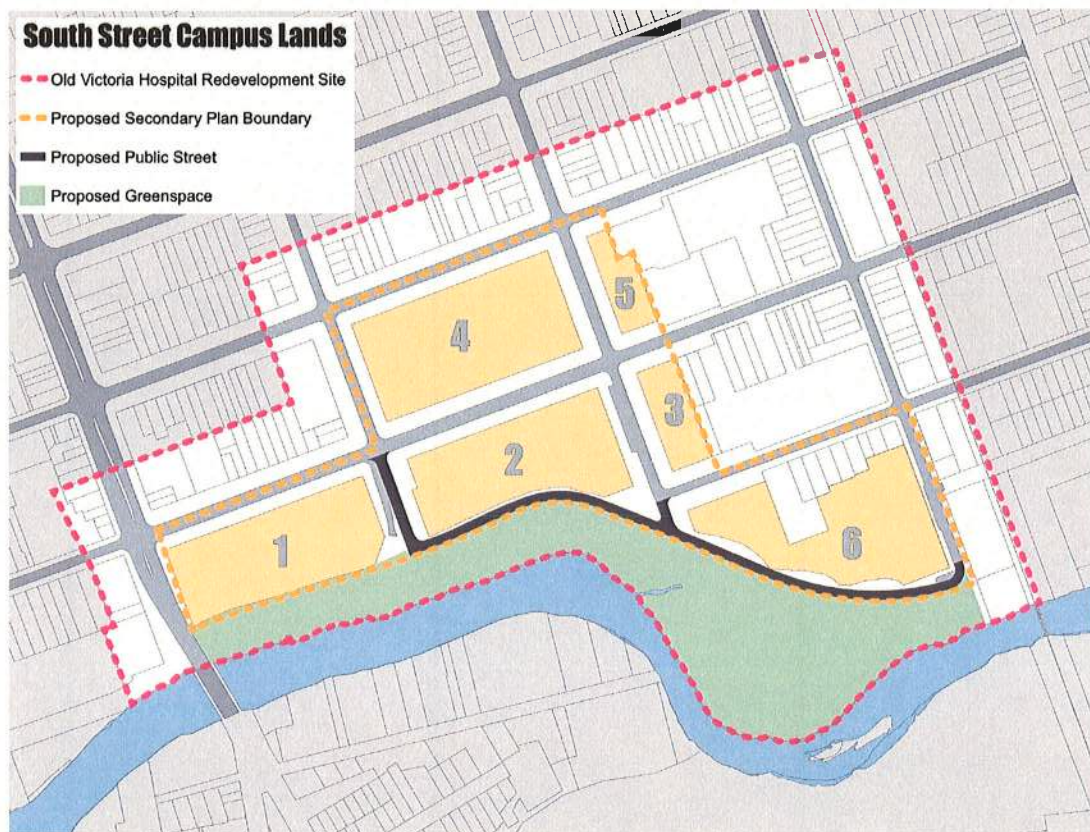 South Street Campus Lands
Old Victoria Hospital Redevelopment Site
Proposed Secondary Plan Boundary
Proposed Public Street
Proposed Greenspace
5
4
3
2
1
6